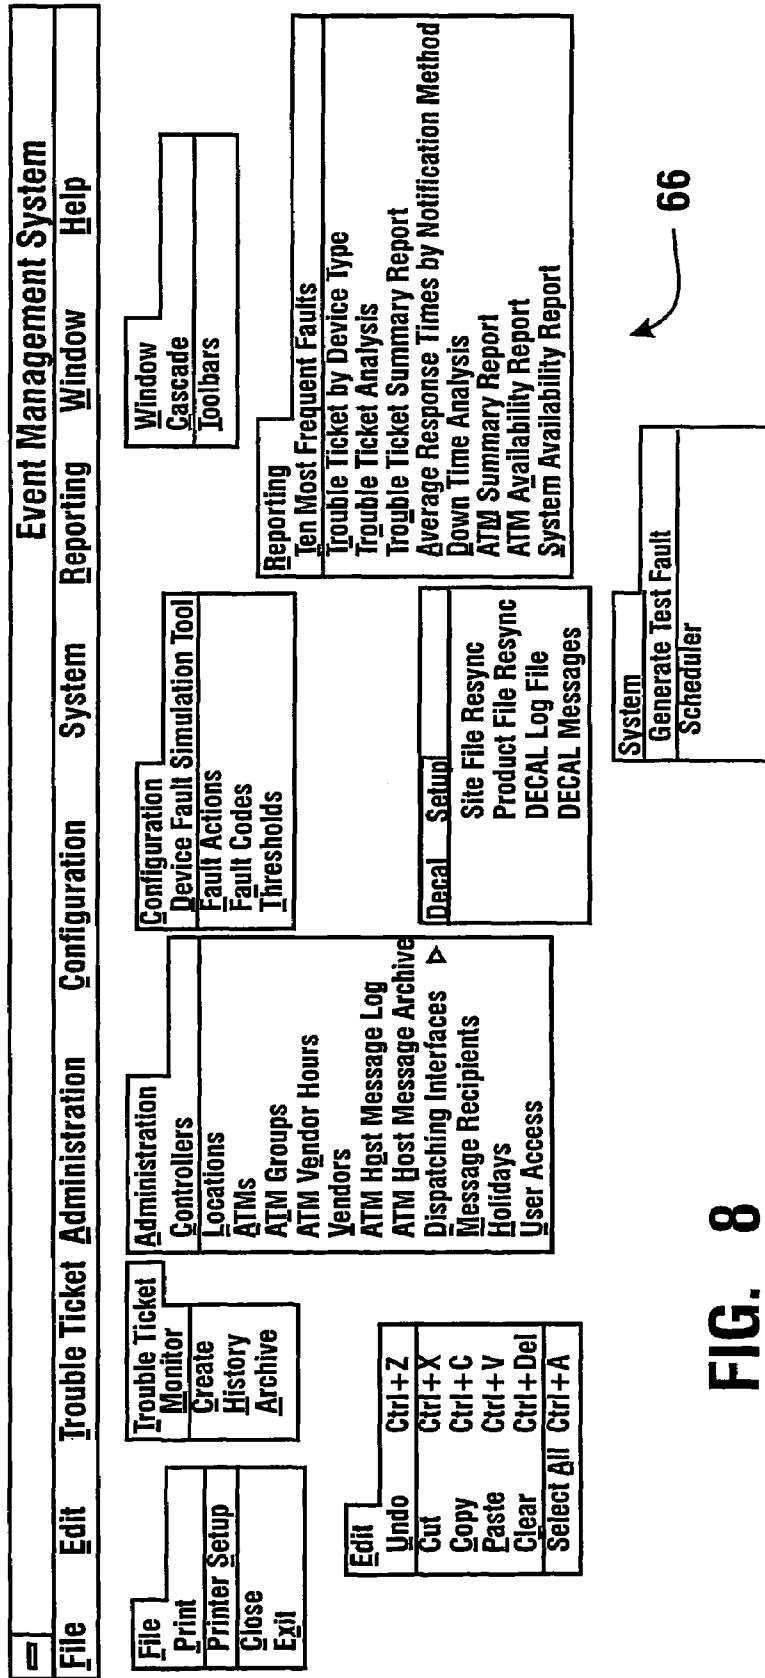 Event Management System
File Edit Trouble Ticket Administration Configuration System Reporting Window Help
File
Print
Printer Setup
Close
Exit
Edit
Undo Ctrl+Z
Cut Ctrl+X
Copy Ctrl+C
Paste Ctrl+V
Clear Ctrl+Del
Select All Ctrl+A
Trouble Ticket
Monitor
Create
History
Archive
Administration
Controllers
Locations
ATMs
ATM Groups
ATM Vendor Hours
Vendors
ATM Host Message Log
ATM Host Message Archive
Dispatching Interfaces
Message Recipients
Holidays
User Access
Configuration
Device Fault Simulation Tool
Fault Actions
Fault Codes
Thresholds
Decal Setup
Site File Resync
Product File Resync
DECAL Log File
DECAL Messages
System
Generate Test Fault
Scheduler
Window
Cascade
Toolbars
Reporting
Ten Most Frequent Faults
Trouble Ticket by Device Type
Trouble Ticket Analysis
Trouble Ticket Summary Report
Average Response Times by Notification Method
Down Time Analysis
ATM Summary Report
ATM Availability Report
System Availability Report
66
FIG. 8